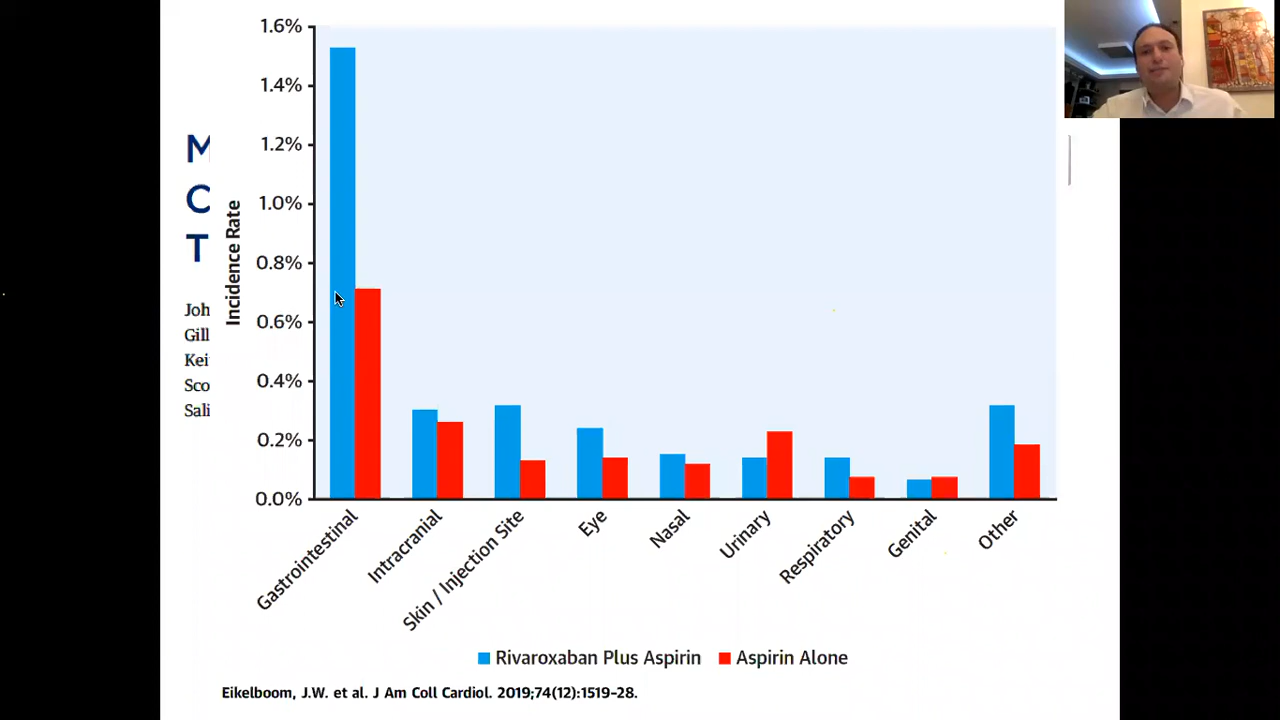 1.6%
1.4%
1.2%
1.0%
0.8%
0.6%
0.4%
0.2%
0.0%
Incidence Rate
M
C
T
Joh
Gill
Kei
Sco
Sali
Gastrointestinal
Intracranial
Skin / Injection Site
Eye
Nasal
Urinary
Respiratory
Genital
Other
Rivaroxaban Plus Aspirin
Aspirin Alone
Eikelboom, J.W. et al. J Am Coll Cardiol. 2019;74(12):1519-28.